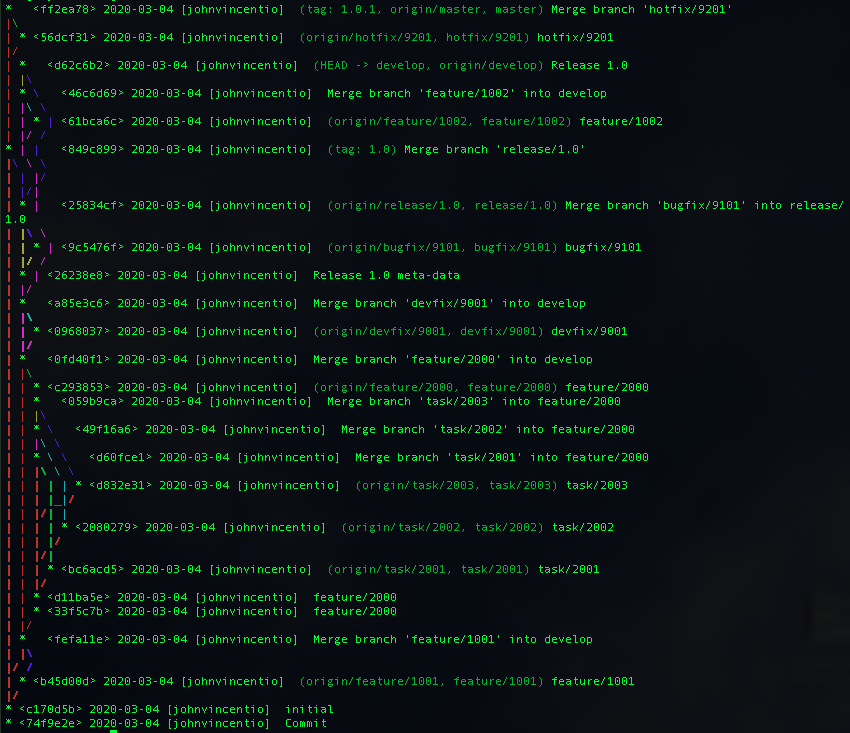 * <ff2ea78> 2020-03-04 [johnvincentio] (tag: 1.0.1, origin/master, master) Merge branch 'hotfix/9201'
* <56dcf31> 2020-03-04 [johnvincentio] (origin/hotfix/9201, hotfix/9201) hotfix/9201
* <d62c6b2> 2020-03-04 [johnvincentio] (HEAD -> develop, origin/develop) Release 1.0
* <46c6d69> 2020-03-04 [johnvincentio] Merge branch 'feature/1002' into develop
* <61bca6c> 2020-03-04 [johnvincentio] (origin/feature/1002, feature/1002) feature/1002
* <849c899> 2020-03-04 [johnvincentio] (tag: 1.0) Merge branch 'release/1.0'
* <25834cf> 2020-03-04 [johnvincentio] (origin/release/1.0, release/1.0) Merge branch 'bugfix/9101' into release/
1.0
* <9c5476f> 2020-03-04 [johnvincentio] (origin/bugfix/9101, bugfix/9101) bugfix/9101
* <26238e8> 2020-03-04 [johnvincentio] Release 1.0 meta-data
* <a85e3c6> 2020-03-04 [johnvincentio] Merge branch 'devfix/9001' into develop
* <0968037> 2020-03-04 [johnvincentio] (origin/devfix/9001, devfix/9001) devfix/9001
* <0fd40f1> 2020-03-04 [johnvincentio] Merge branch 'feature/2000' into develop
* <c293853> 2020-03-04 [johnvincentio] (origin/feature/2000, feature/2000) feature/2000
* <059b9ca> 2020-03-04 [johnvincentio] Merge branch 'task/2003' into feature/2000
* <49f16a6> 2020-03-04 [johnvincentio] Merge branch 'task/2002' into feature/2000
* <d60fce1> 2020-03-04 [johnvincentio] Merge branch 'task/2001' into feature/2000
* <d832e31> 2020-03-04 [johnvincentio] (origin/task/2003, task/2003) task/2003
* <2080279> 2020-03-04 [johnvincentio] (origin/task/2002, task/2002) task/2002
* <bc6acd5> 2020-03-04 [johnvincentio] (origin/task/2001, task/2001) task/2001
* <d11ba5e> 2020-03-04 [johnvincentio] feature/2000
* <33f5c7b> 2020-03-04 [johnvincentio] feature/2000
* <fefa11e> 2020-03-04 [johnvincentio] Merge branch 'feature/1001' into develop
* <b45d00d> 2020-03-04 [johnvincentio] (origin/feature/1001, feature/1001) feature/1001
* <c170d5b> 2020-03-04 [johnvincentio] initial
* <74f9e2e> 2020-03-04 [johnvincentio] Commit